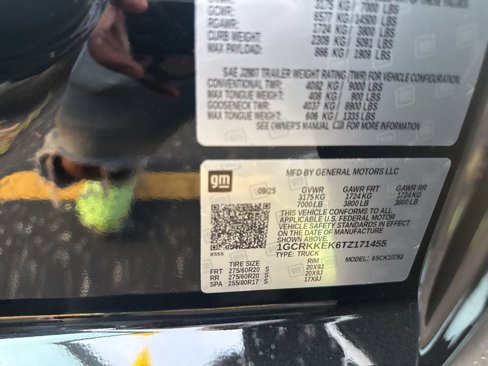 GCWR: 6577 KG / 14500 LBS
RGAWR: 1724 KG / 3800 LBS
CURB WEIGHT: 2309 KG / 5091 LBS
MAX PAYLOAD: 866 KG / 1909 LBS
SAE J2807 TRAILER WEIGHT RATING (TWR) FOR VEHICLE CONFIGURATION.
CONVENTIONAL TWR: 4082 KG / 9000 LBS
MAX TONGUE WEIGHT: 408 KG / 900 LBS
GOOSENECK TWR: 4037 KG / 8900 LBS
MAX TONGUE WEIGHT: 606 KG / 1335 LBS
SEE OWNER'S MANUAL FOR MORE INFORMATION
gm
MFD BY GENERAL MOTORS LLC
09/25 GVWR GAWR FRT GAWR RR
3175 KG 1724 KG 1724 KG
7000 LB 3800 LB 3800 LB
THIS VEHICLE CONFORMS TO ALL
APPLICABLE U.S. FEDERAL MOTOR
VEHICLE SAFETY STANDARDS IN EFFECT
ON THE DATE OF MANUFACTURE
1GCRKKEK6TZ171455
TYPE: TRUCK
MODEL:
TIRE SIZE RIM
FRT 275/60R20 S 20X9J
RR 275/60R20 S 20X9J
SPA 255/80R17 S 17X8J